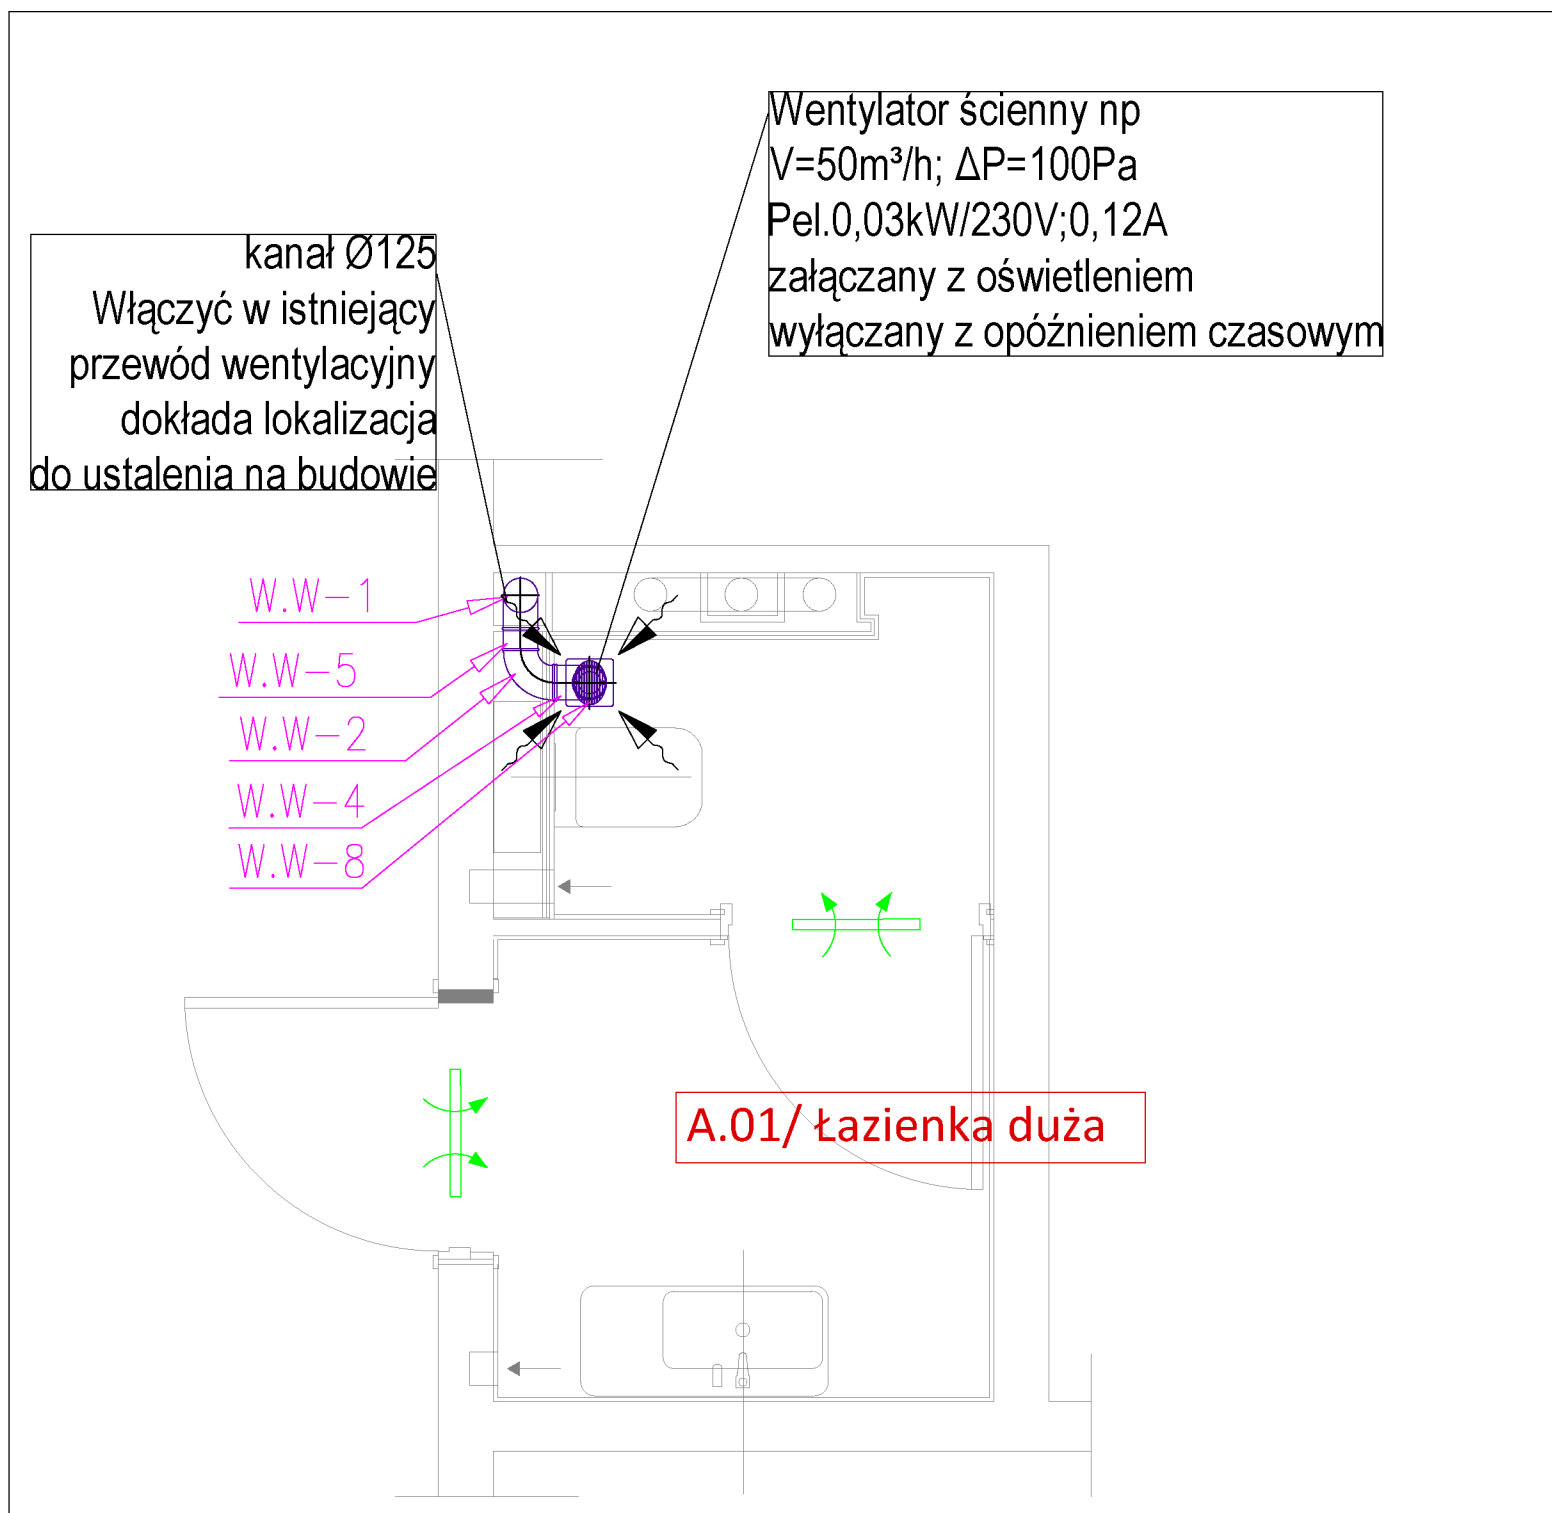 Wentylator ścienny np
V=50m³/h; ΔP=100Pa
Pel.0,03kW/230V;0,12A
załączany z oświetleniem
wyłączany z opóźnieniem czasowym
kanał Ø125
Włączyć w istniejący
przewód wentylacyjny
dokłada lokalizacja
do ustalenia na budowie
W.W-1
W.W-5
W.W-2
W.W-4
W.W-8
A.01/ Łazienka duża